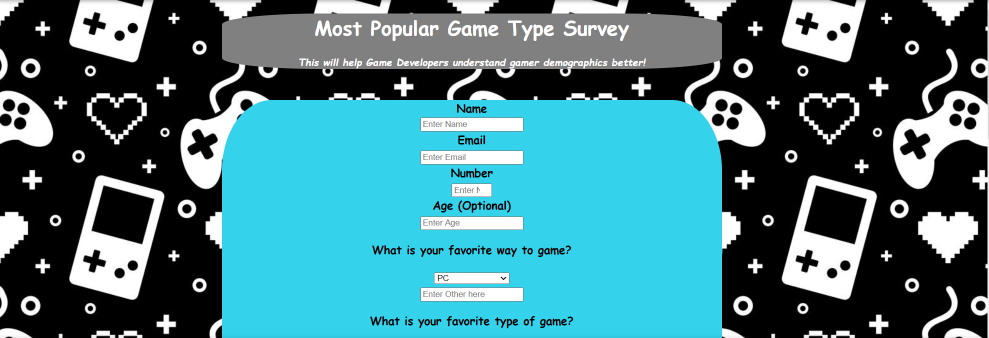 Most Popular Game Type Survey
This will help Game Developers understand gamer demographics better!
Name
Enter Name
Email
Enter Email
Number
Enter N
Age (Optional)
Enter Age
What is your favorite way to game?
PC
Enter Other here
What is your favorite type of game?